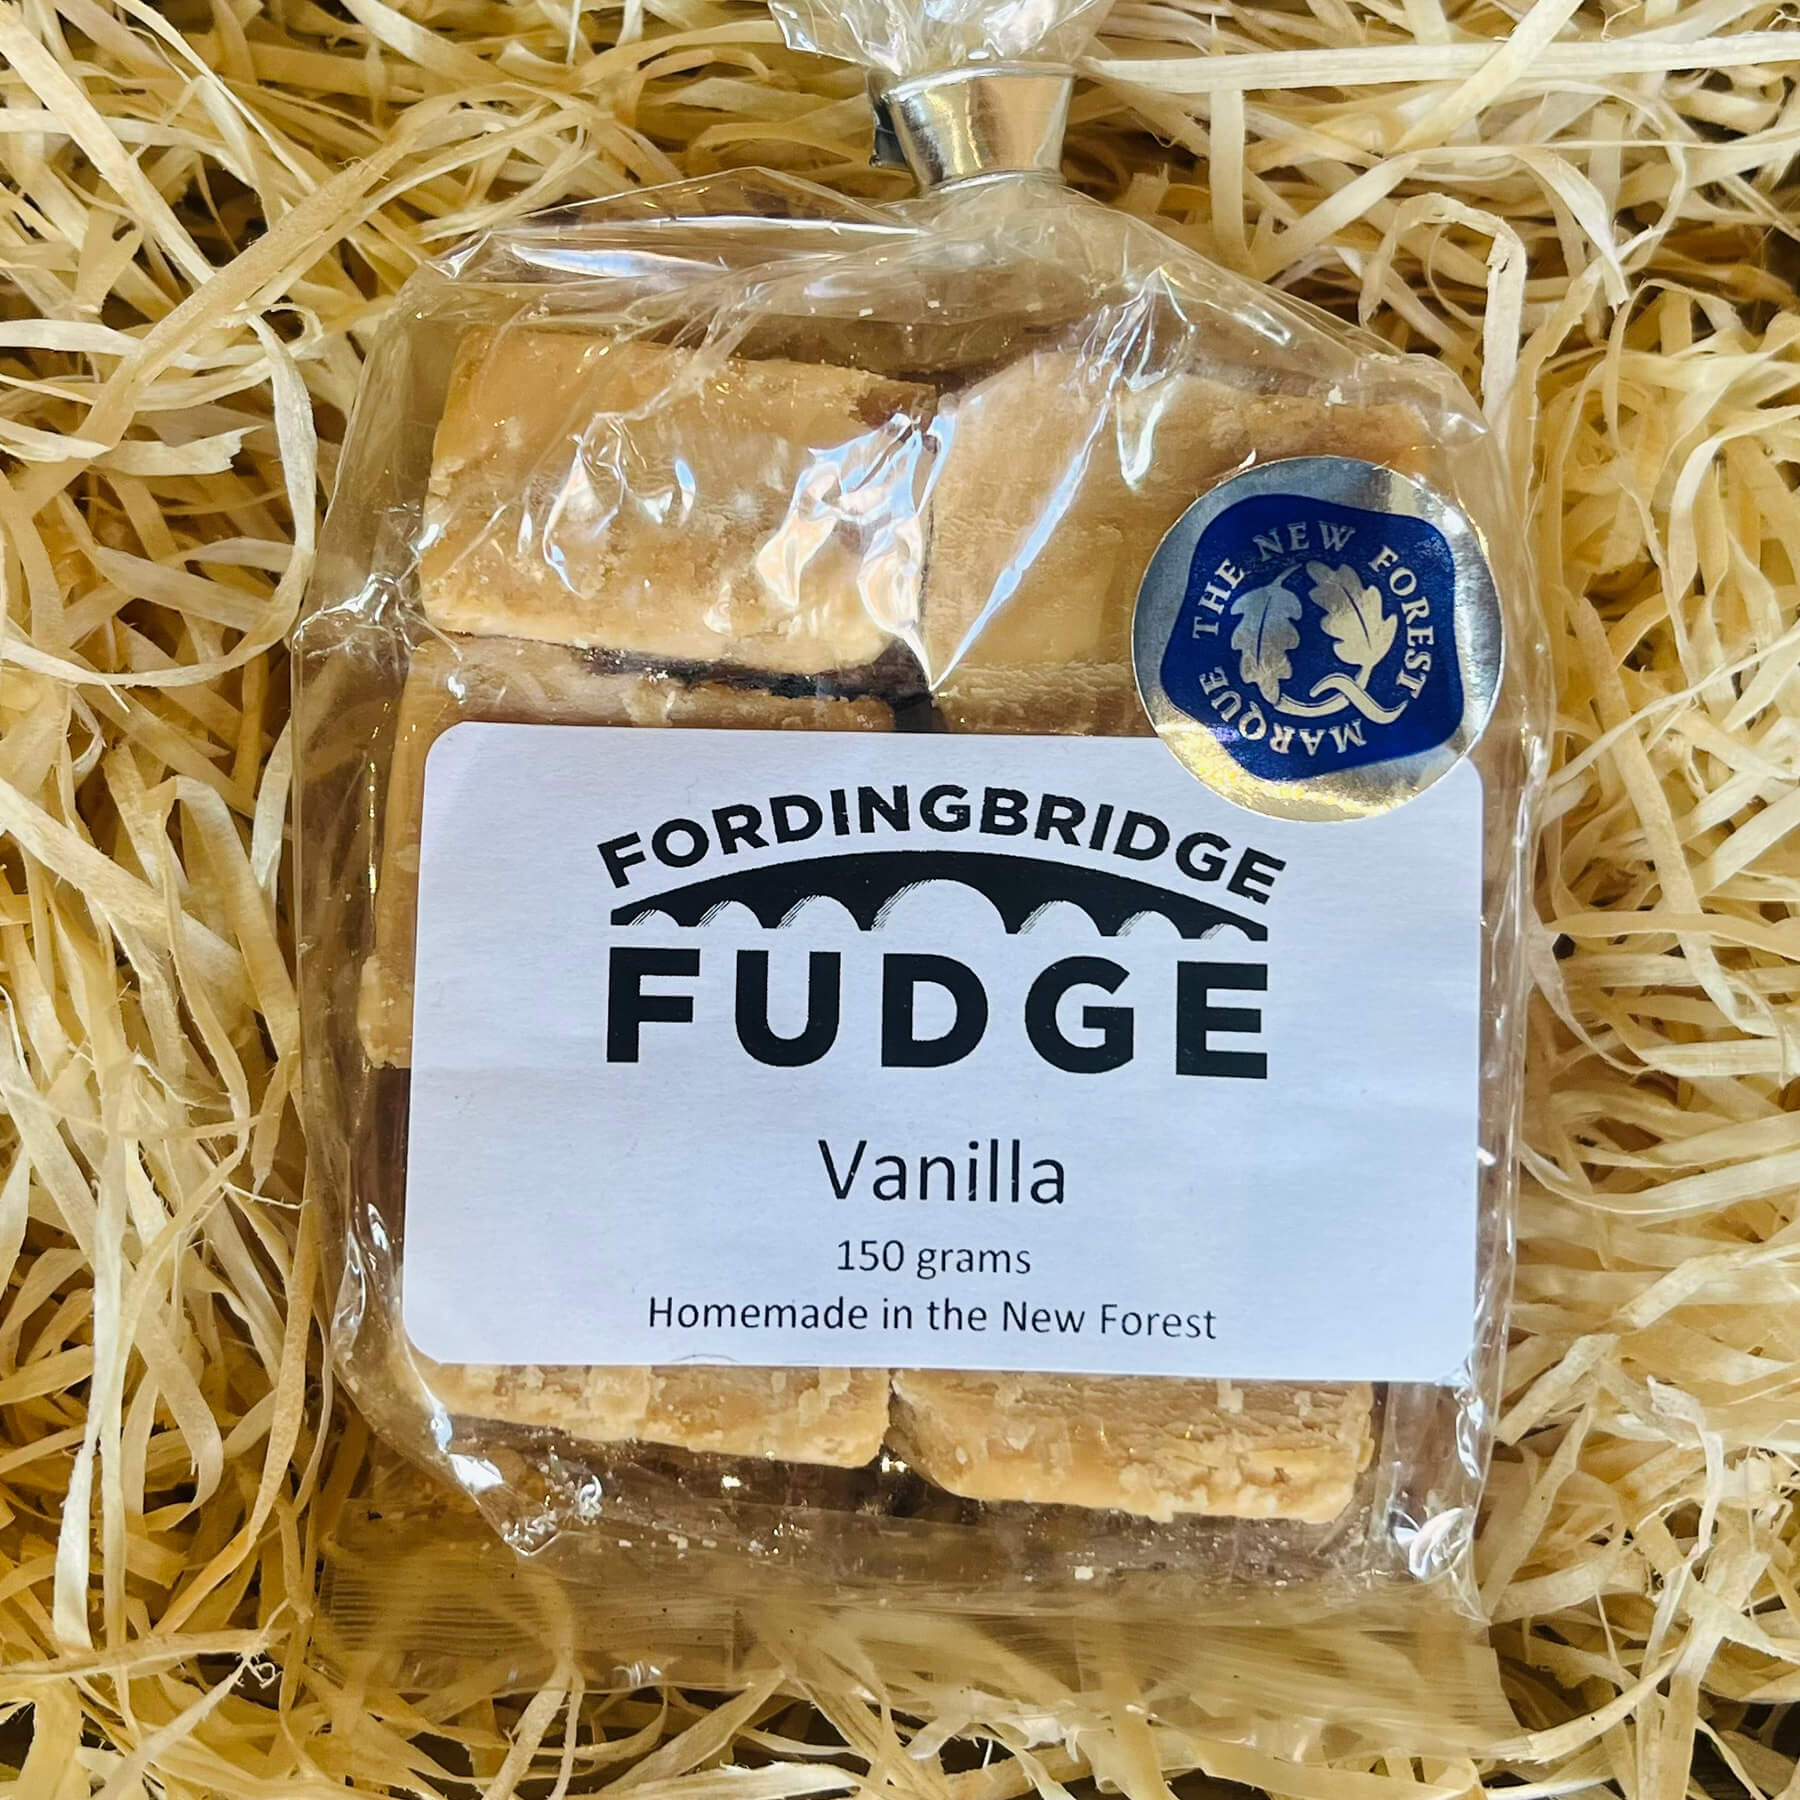 THE NEW FOREST MARQUE
FORDINGBRIDGE
FUDGE
Vanilla
150 grams
Homemade in the New Forest